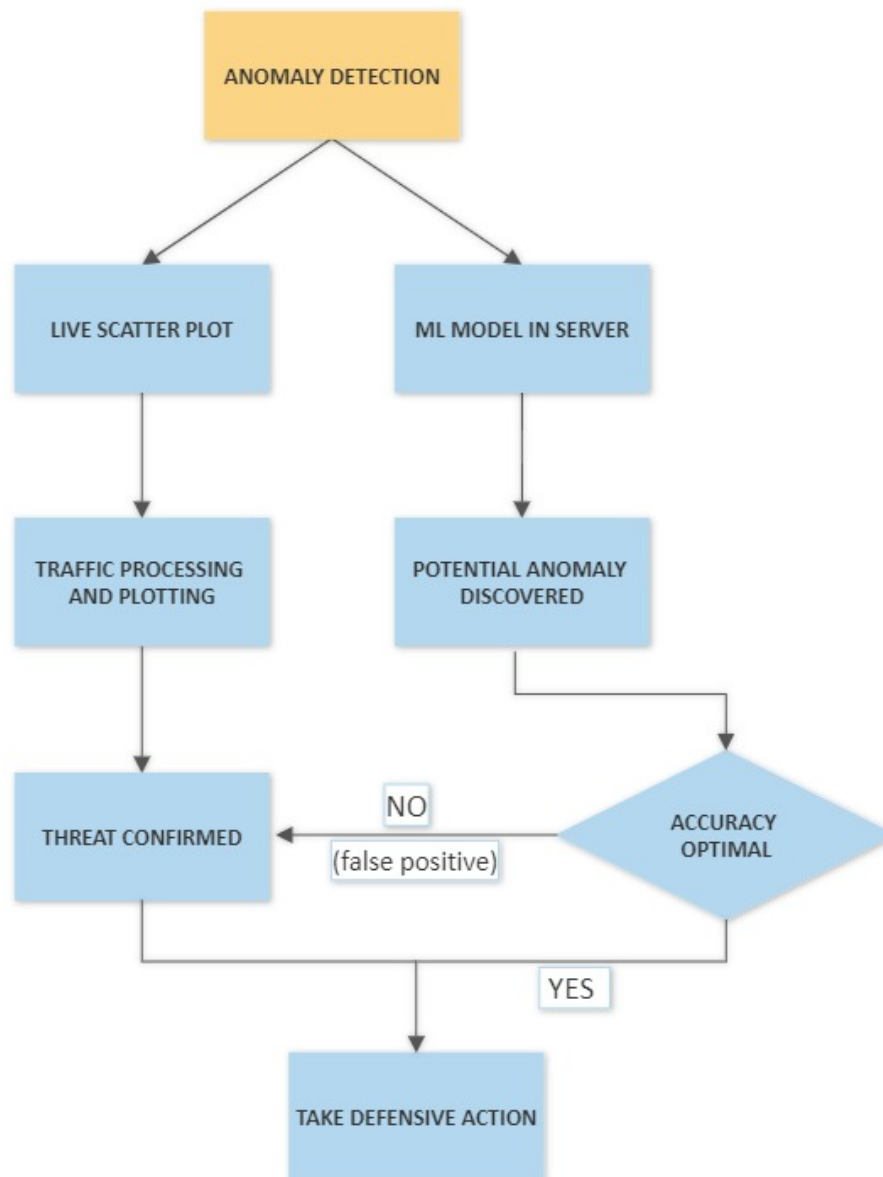 ANOMALY DETECTION
LIVE SCATTER PLOT
ML MODEL IN SERVER
TRAFFIC PROCESSING
AND PLOTTING
POTENTIAL ANOMALY
DISCOVERED
THREAT CONFIRMED
NO
(false positive)
ACCURACY
OPTIMAL
YES
TAKE DEFENSIVE ACTION